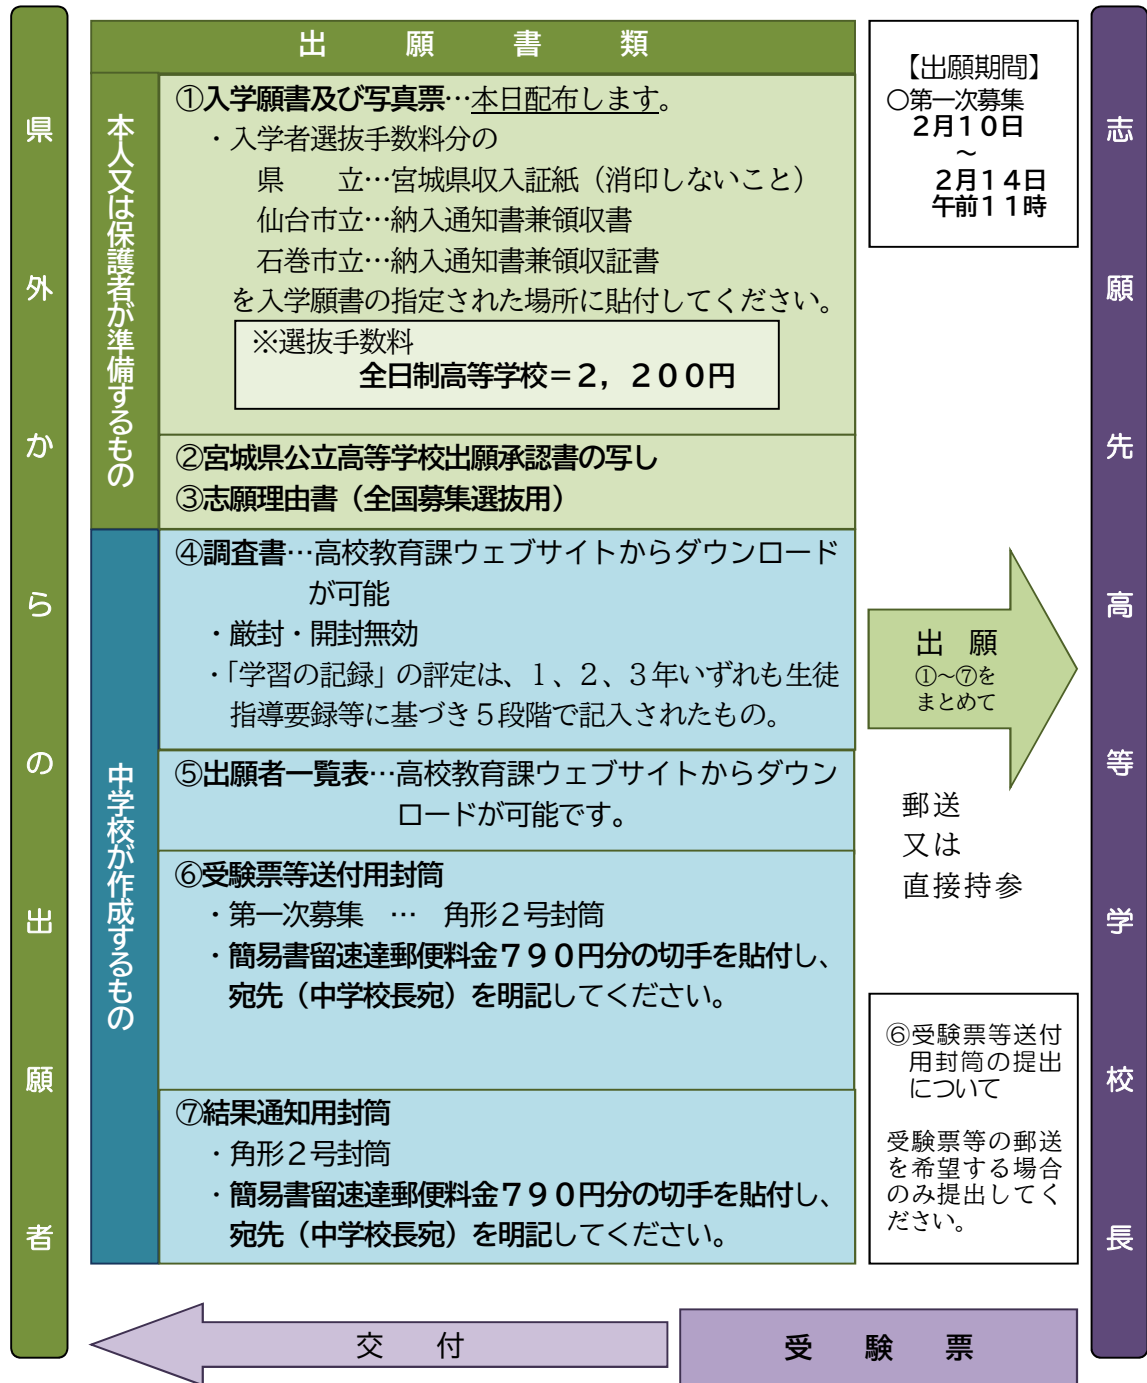 県外からの出願者
出願書類
本人又は保護者が準備するもの
①入学願書及び写真票…本日配布します。
・入学者選抜手数料分の
県　　立…宮城県収入証紙（消印しないこと）
仙台市立…納入通知書兼領収書
石巻市立…納入通知書兼領収証書
を入学願書の指定された場所に貼付してください。
※選抜手数料
全日制高等学校＝２，２００円
②宮城県公立高等学校出願承認書の写し
③志願理由書（全国募集選抜用）
中学校が作成するもの
④調査書…高校教育課ウェブサイトからダウンロード
が可能
・厳封・開封無効
・「学習の記録」の評定は、１、２、３年いずれも生徒
指導要録等に基づき５段階で記入されたもの。
⑤出願者一覧表…高校教育課ウェブサイトからダウン
ロードが可能です。
⑥受験票等送付用封筒
・第一次募集　…　角形２号封筒
・簡易書留速達郵便料金７９０円分の切手を貼付し、
宛先（中学校長宛）を明記してください。
⑦結果通知用封筒
・角形２号封筒
・簡易書留速達郵便料金７９０円分の切手を貼付し、
宛先（中学校長宛）を明記してください。
【出願期間】
○第一次募集
２月１０日
～
２月１４日
午前１１時
出　願
①～⑦を
まとめて
郵送
又は
直接持参
⑥受験票等送付
用封筒の提出
について
受験票等の郵送
を希望する場合
のみ提出してく
ださい。
志願先高等学校長
交　付
受　験　票